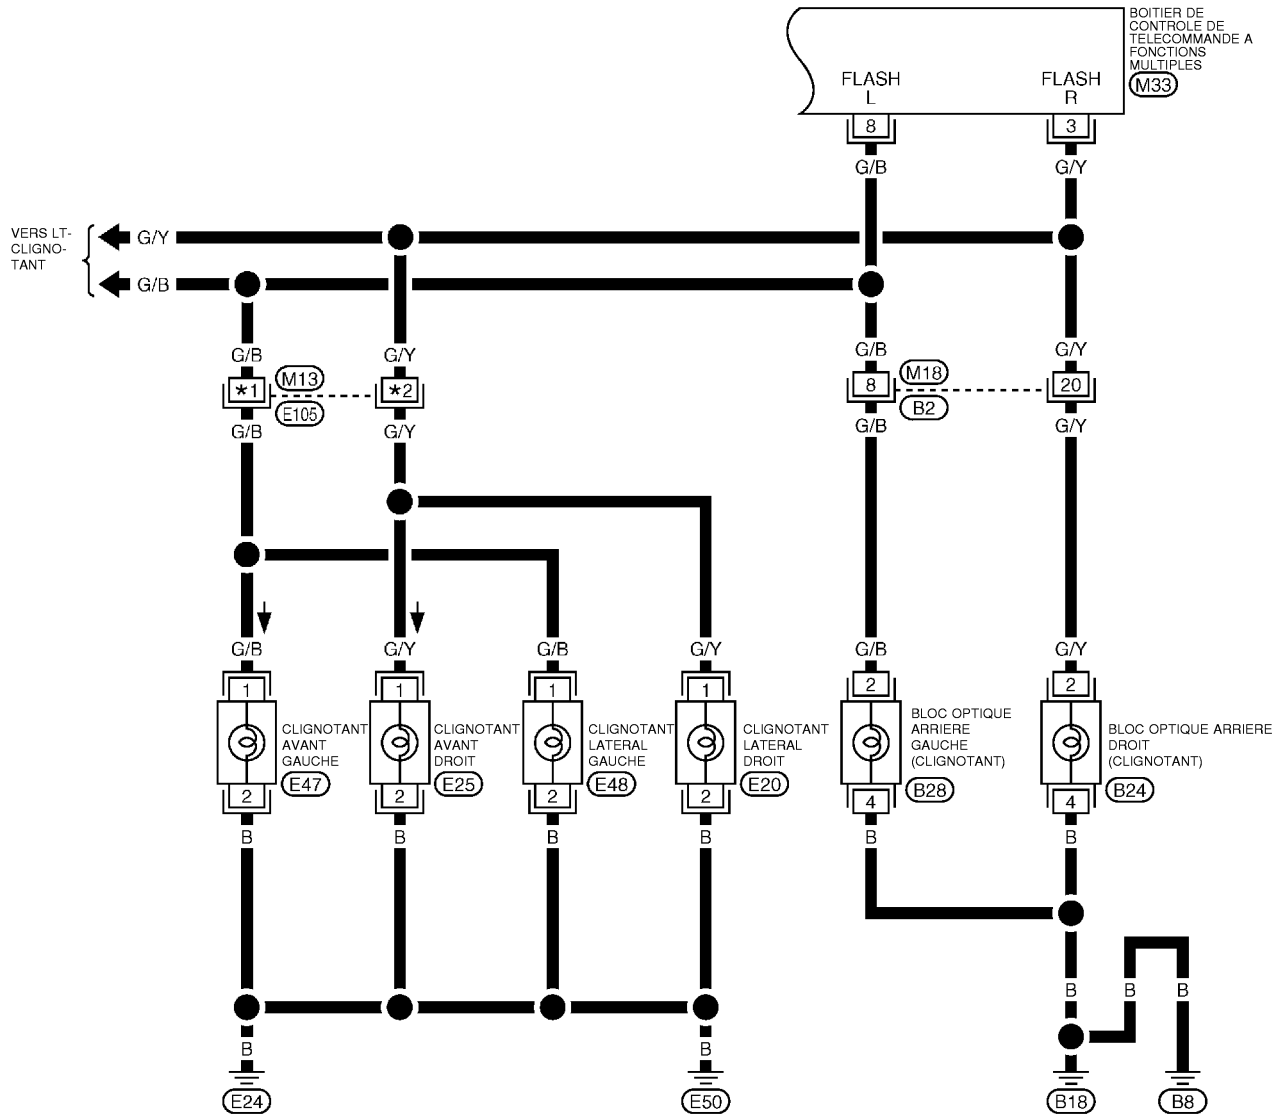 BOITIER DE
CONTROLE DE
TELECOMMANDE A
FONCTIONS
MULTIPLES
M33
FLASH
L
FLASH
R
8
3
G/B
G/Y
VERS LT-
CLIGNO-
TANT
G/Y
G/B
G/B
G/Y
G/B
G/Y
*1
M13
E105
*2
8
M18
B2
20
G/B
G/Y
G/B
G/Y
G/B
G/Y
G/B
G/Y
G/B
G/Y
1
1
1
1
2
2
CLIGNOTANT
AVANT
GAUCHE
E47
CLIGNOTANT
AVANT
DROIT
E25
CLIGNOTANT
LATERAL
GAUCHE
E48
CLIGNOTANT
LATERAL
DROIT
E20
BLOC OPTIQUE
ARRIERE
GAUCHE
(CLIGNOTANT)
B28
BLOC OPTIQUE ARRIERE
DROIT
(CLIGNOTANT)
B24
2
2
2
2
4
4
B
B
B
B
B
B
B
B
B
B
B
E24
E50
B18
B8